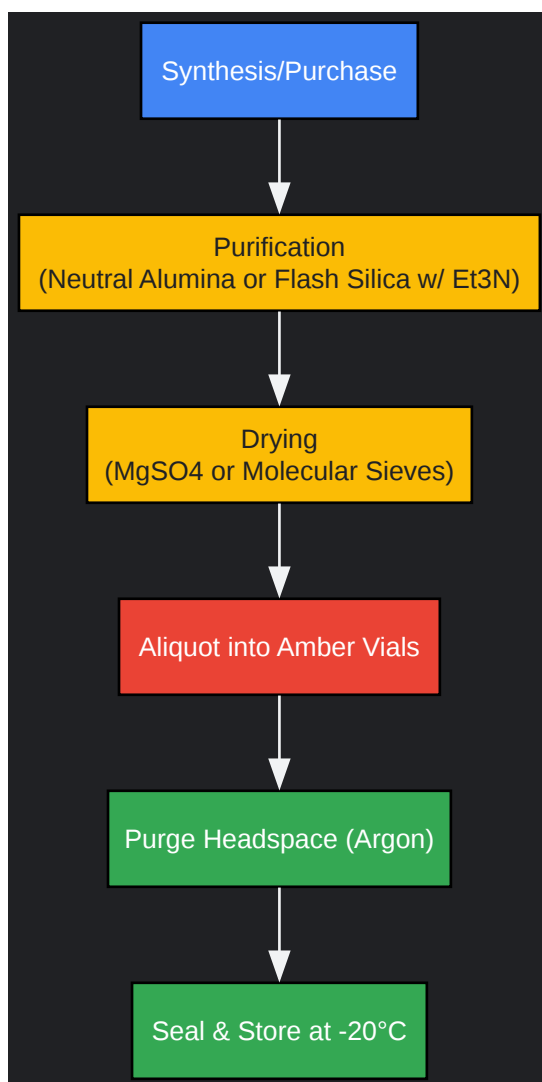 Synthesis/Purchase
Purification
(Neutral Alumina or Flash Silica w/ Et3N)
Drying
(MgSO4 or Molecular Sieves)
Aliquot into Amber Vials
Purge Headspace (Argon)
Seal & Store at -20°C